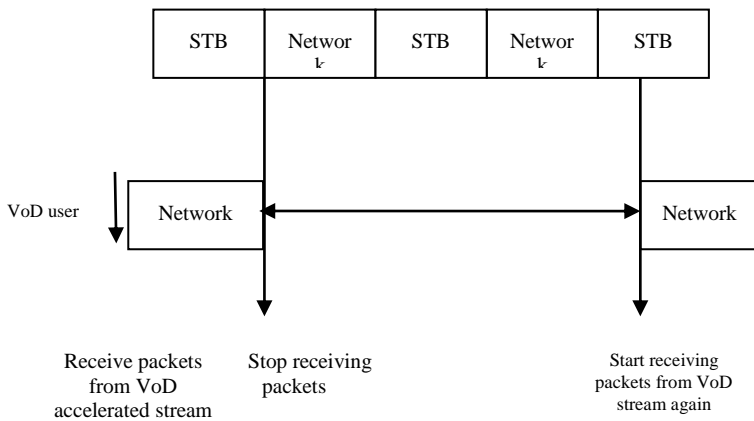 STB
Networ
k
STB
Networ
k
STB
VoD user
Network
Network
Receive packets
from VoD
accelerated stream
Stop receiving
packets
Start receiving
packets from VoD
stream again